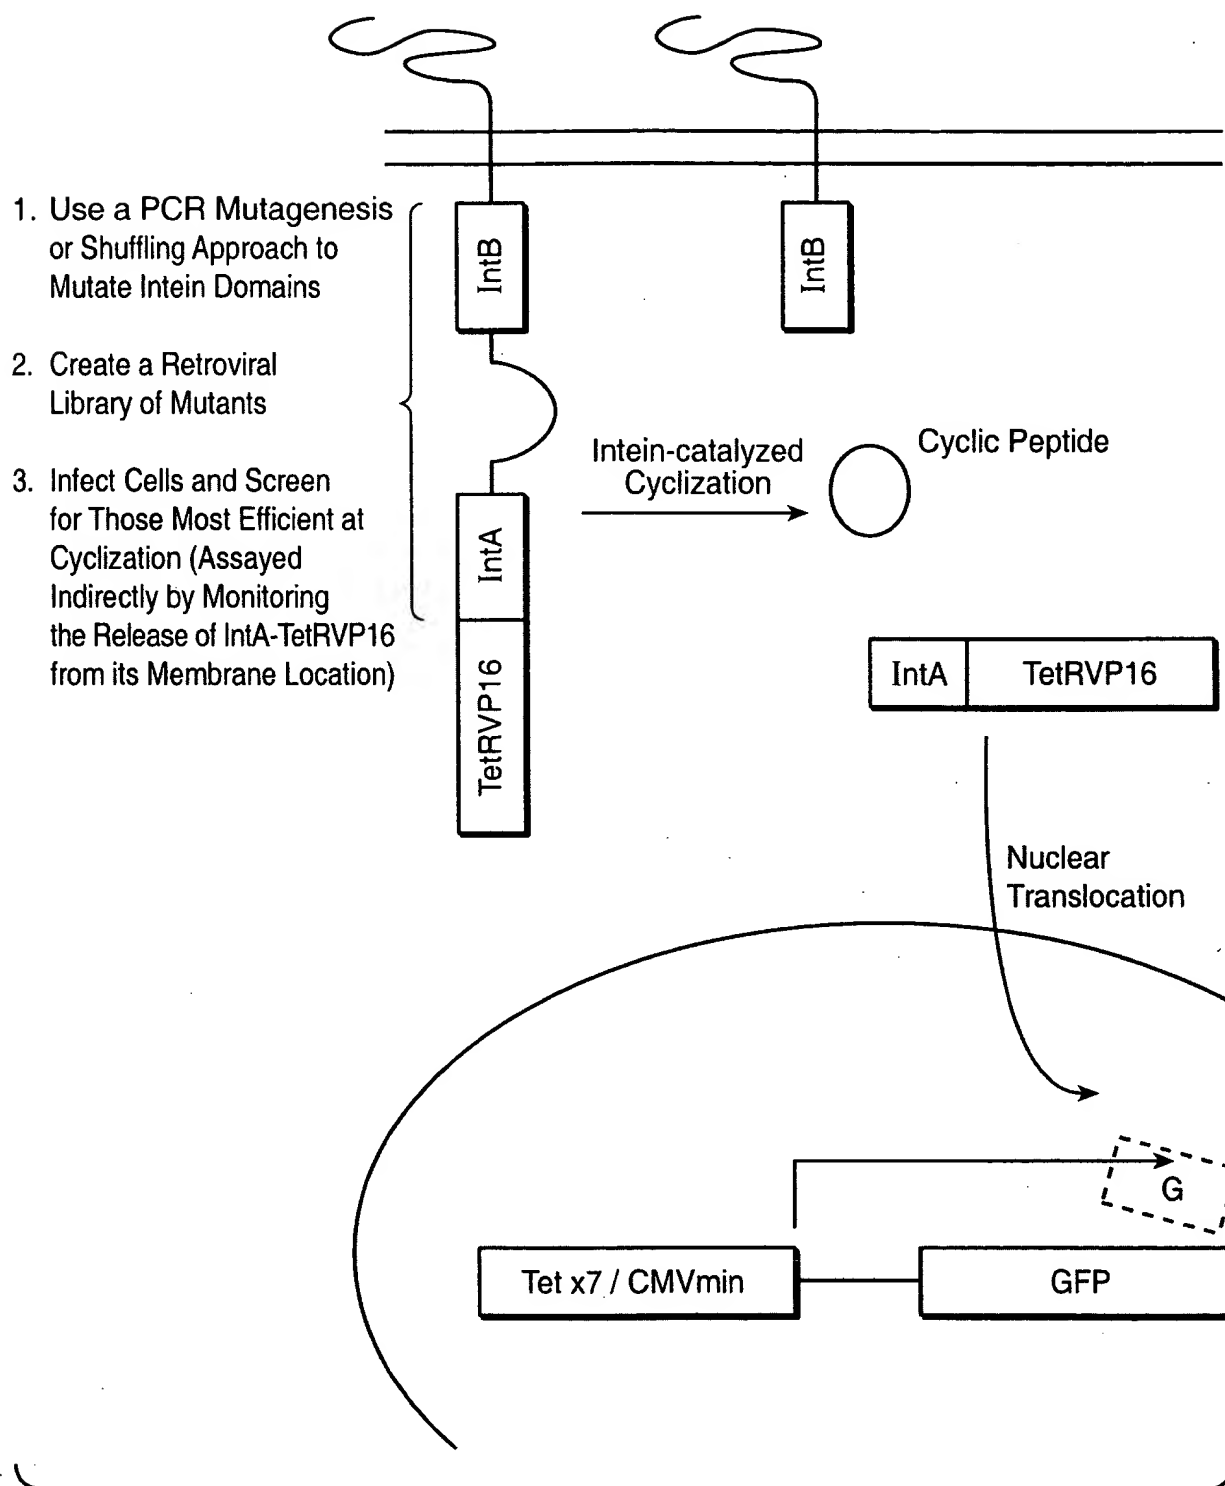 1. Use a PCR Mutagenesis
or Shuffling Approach to
Mutate Intein Domains
2. Create a Retroviral
Library of Mutants
3. Infect Cells and Screen
for Those Most Efficient at
Cyclization (Assayed
Indirectly by Monitoring
the Release of IntA-TetRVP16
from its Membrane Location)
IntB
IntA
TetRVP16
Intein-catalyzed
Cyclization
IntB
Cyclic Peptide
IntA
TetRVP16
Nuclear
Translocation
G
Tet x7 / CMVmin
GFP